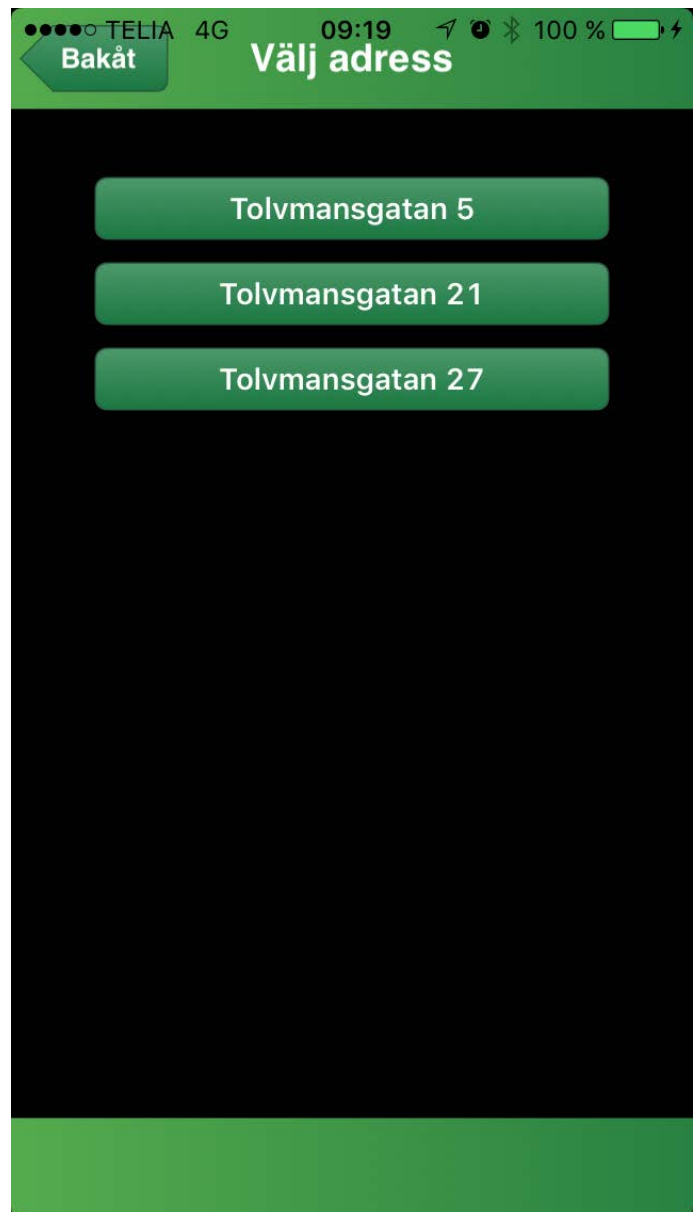 TELIA 4G 09:19 100 %
Bakåt Välj adress
Tolvmansgatan 5
Tolvmansgatan 21
Tolvmansgatan 27